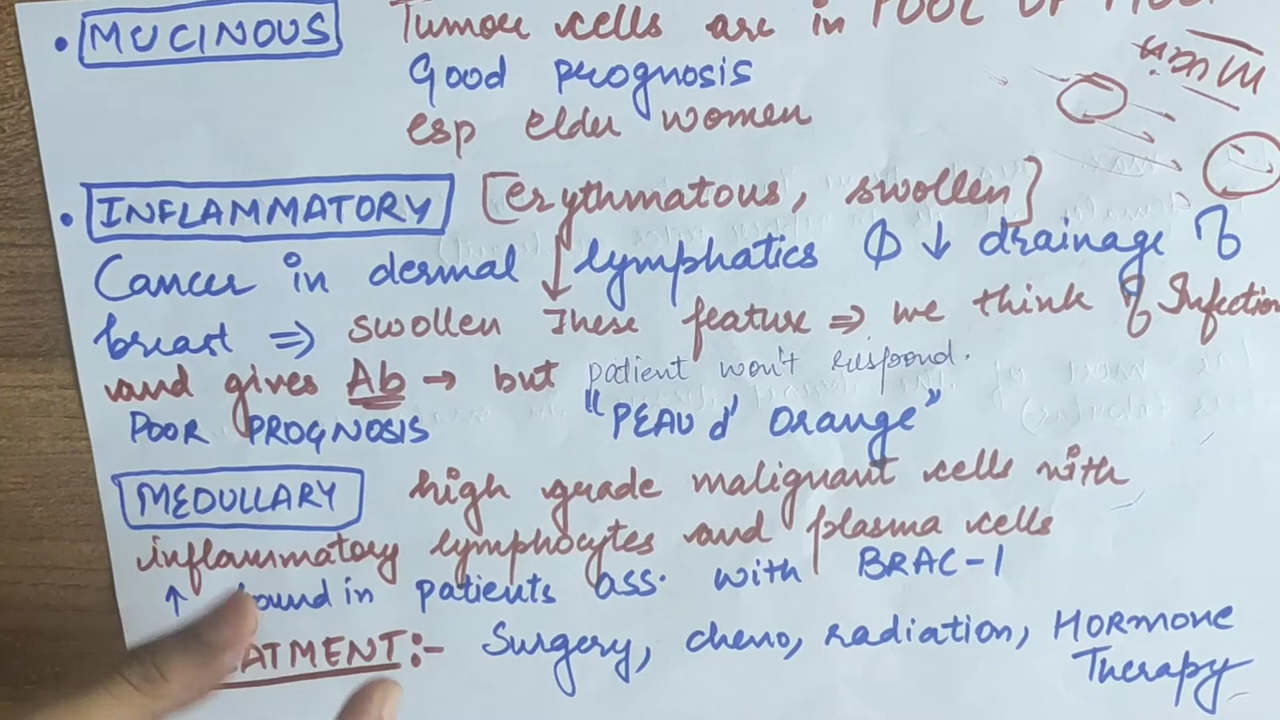 • MUCINOUS Tumor cells are in POOL OF
Good prognosis
esp elder women
Mucin
• INFLAMMATORY [erythmatous, swollen]
Cancer in dermal lymphatics ↓ drainage
breast ⇒ swollen These feature ⇒ we think of Infection
and gives Ab → but patient won't respond.
POOR PROGNOSIS "PEAU d' Orange"
MEDULLARY high grade malignant cells with
inflammatory lymphocytes and plasma cells
↑ found in patients ass. with BRAC-1
ATMENT:- Surgery, chemo, radiation, HORMONE
Therapy